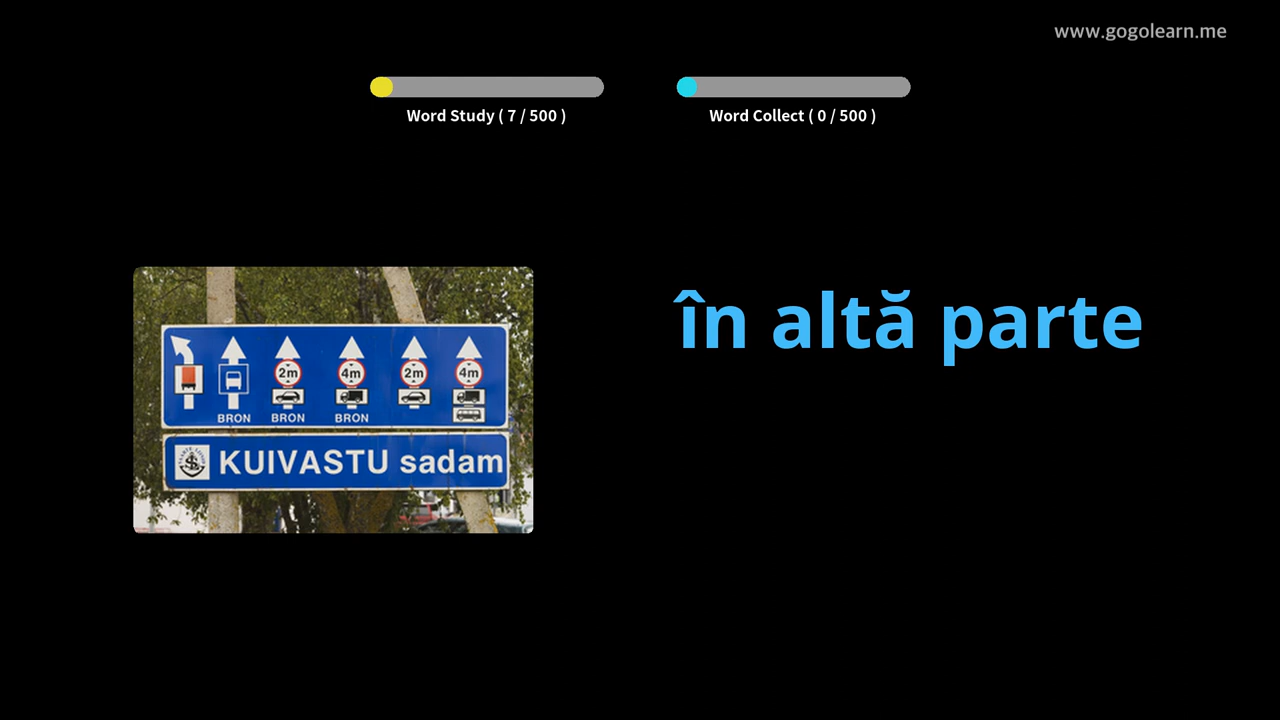 www.gogolearn.me
Word Study ( 7 / 500 )
Word Collect ( 0 / 500 )
în altă parte
2m 4m 2m 4m
BRON BRON BRON
KUIVASTU sadam